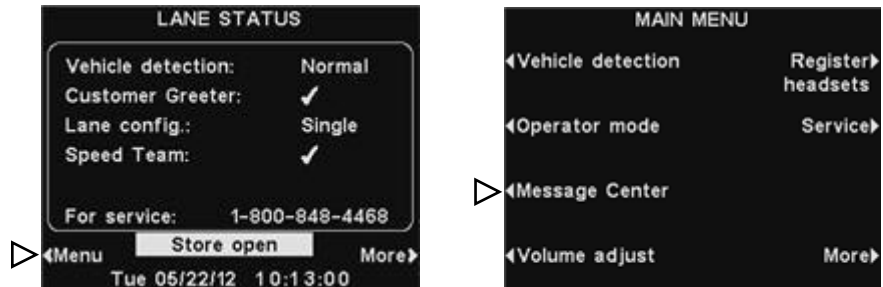 LANE STATUS
Vehicle detection: Normal
Customer Greeter: ✓
Lane config.: Single
Speed Team: ✓
For service: 1-800-848-4468
Store open
Menu More
Tue 05/22/12 10:13:00
MAIN MENU
Vehicle detection Register
headsets
Operator mode Service
Message Center
Volume adjust More